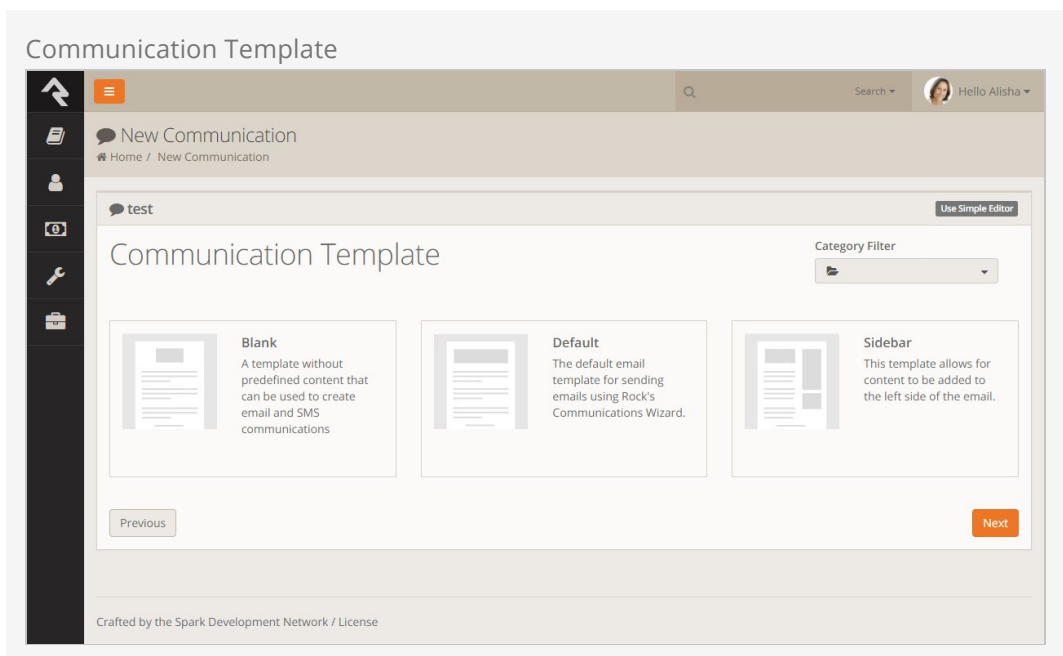 Communication Template
Search
Hello Alisha
New Communication
Home / New Communication
test
Use Simple Editor
Communication Template
Category Filter
Blank
A template without
predefined content that
can be used to create
email and SMS
communications
Default
The default email
template for sending
emails using Rock's
Communications Wizard.
Sidebar
This template allows for
content to be added to
the left side of the email.
Previous
Next
Crafted by the Spark Development Network / License